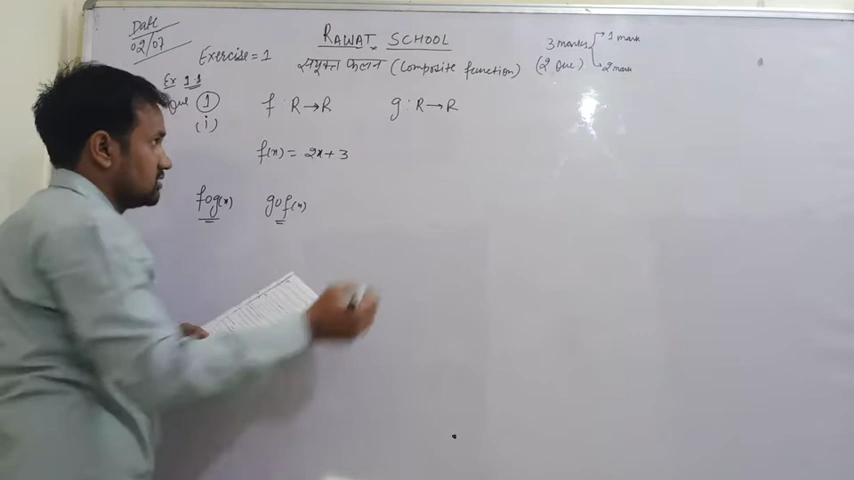 Date
02/07
RAWAT SCHOOL
Exercise = 1
संयुक्त फलन (Composite function)
3 marks
(2 Que)
1 mark
2 mark
Ex 1.1
Que 1
(i)
f : R→R
g : R→R
f(x) = 2x+3
fog(x)
gof(x)